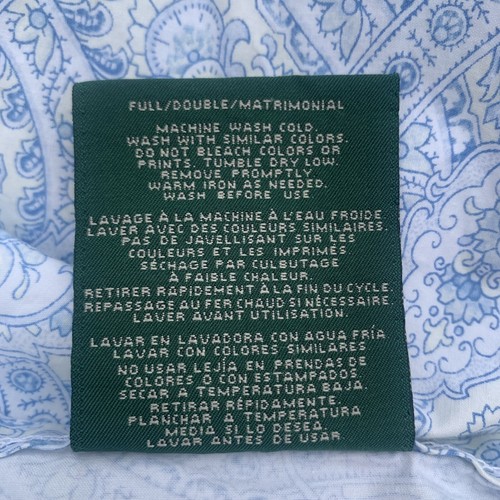 FULL/DOUBLE/MATRIMONIAL
MACHINE WASH COLD.
WASH WITH SIMILAR COLORS.
DO NOT BLEACH COLORS OR
PRINTS. TUMBLE DRY LOW.
REMOVE PROMPTLY
WARM IRON AS NEEDED.
WASH BEFORE USE.
LAVAGE À LA MACHINE À L'EAU FROIDE
LAVER AVEC DES COULEURS SIMILAIRES.
PAS DE JAVELLISANT SUR LES
COULEURS ET LES IMPRIMÉS
SÉCHAGE PAR CULBUTAGE
À FAIBLE CHALEUR.
RETIRER RAPIDEMENT À LA FIN DU CYCLE.
REPASSAGE AU FER CHAUD SI NÉCESSAIRE.
LAVER AVANT UTILISATION.
LAVAR EN LAVADORA CON AGUA FRÍA
LAVAR CON COLORES SIMILARES
NO USAR LEJÍA EN PRENDAS DE
COLORES O CON ESTAMPADOS.
SECAR A TEMPERATURA BAJA.
RETIRAR RÁPIDAMENTE.
PLANCHAR A TEMPERATURA
MEDIA SI LO DESEA.
LAVAR ANTES DE USAR